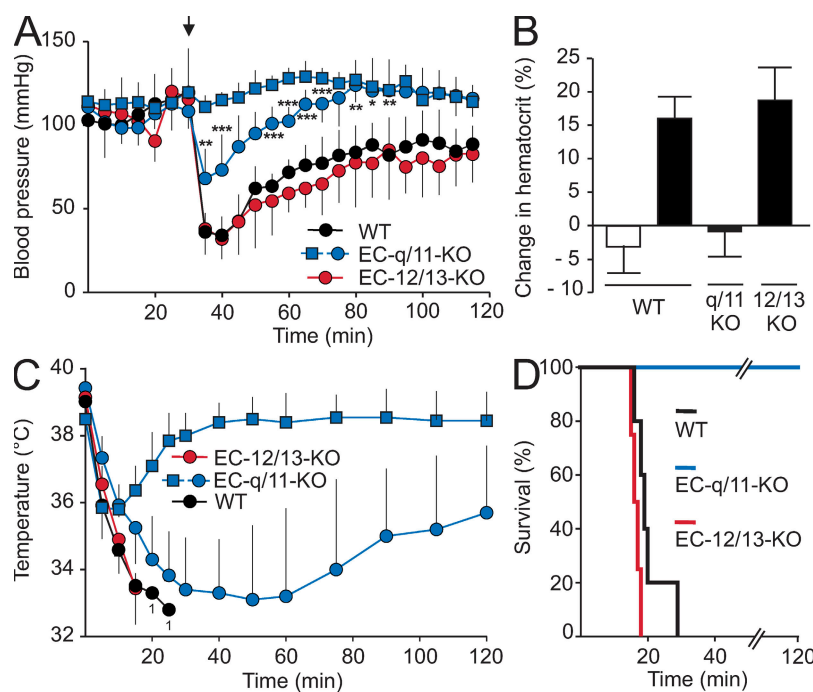 A
B
Blood pressure (mmHg)
150
100
50
0
** *** *** *** *** *** ** * **
WT
EC-q/11-KO
EC-12/13-KO
20 40 60 80 100 120
Time (min)
Change in hematocrit (%)
25
20
15
10
5
0
- 5
- 10
WT
q/11 KO
12/13 KO
C
D
Temperature (°C)
40
38
36
34
32
EC-12/13-KO
EC-q/11-KO
WT
1
1
0 20 40 60 80 100 120
Time (min)
Survival (%)
100
80
60
40
20
0
WT
EC-q/11-KO
EC-12/13-KO
20 40 120
Time (min)